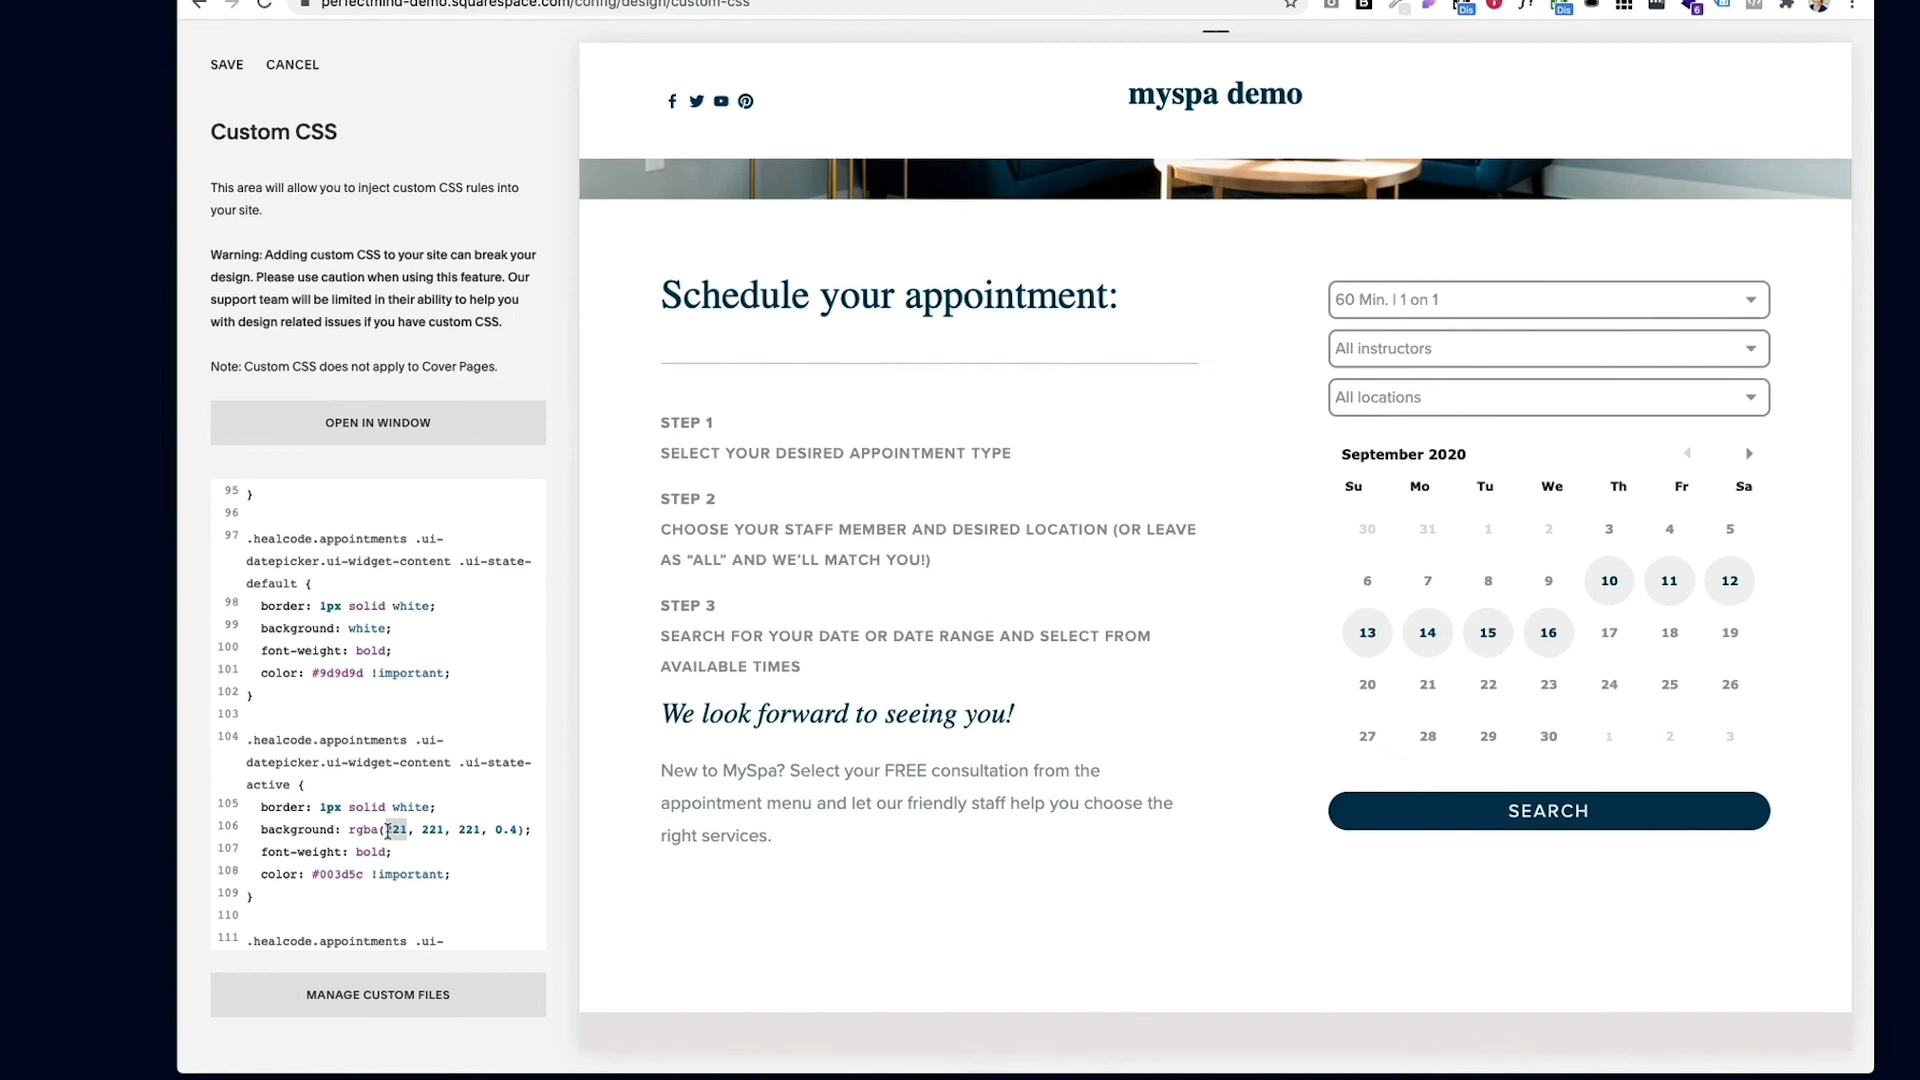 perfectmind-demo.squarespace.com/config/design/custom-css
Dis
Dis
6
SAVE CANCEL
Custom CSS
This area will allow you to inject custom CSS rules into
your site.
Warning: Adding custom CSS to your site can break your
design. Please use caution when using this feature. Our
support team will be limited in their ability to help you
with design related issues if you have custom CSS.
Note: Custom CSS does not apply to Cover Pages.
OPEN IN WINDOW
95 }
96
97 .healcode.appointments .ui-
datepicker.ui-widget-content .ui-state-
default {
98 border: 1px solid white;
99 background: white;
100 font-weight: bold;
101 color: #9d9d9d !important;
102 }
103
104 .healcode.appointments .ui-
datepicker.ui-widget-content .ui-state-
active {
105 border: 1px solid white;
106 background: rgba(221, 221, 221, 0.4);
107 font-weight: bold;
108 color: #003d5c !important;
109 }
110
111 .healcode.appointments .ui-
MANAGE CUSTOM FILES
myspa demo
Schedule your appointment:
STEP 1
SELECT YOUR DESIRED APPOINTMENT TYPE
STEP 2
CHOOSE YOUR STAFF MEMBER AND DESIRED LOCATION (OR LEAVE
AS “ALL” AND WE’LL MATCH YOU!)
STEP 3
SEARCH FOR YOUR DATE OR DATE RANGE AND SELECT FROM
AVAILABLE TIMES
We look forward to seeing you!
New to MySpa? Select your FREE consultation from the
appointment menu and let our friendly staff help you choose the
right services.
60 Min. | 1 on 1
All instructors
All locations
September 2020
Su Mo Tu We Th Fr Sa
30 31 1 2 3 4 5
6 7 8 9 10 11 12
13 14 15 16 17 18 19
20 21 22 23 24 25 26
27 28 29 30 1 2 3
SEARCH